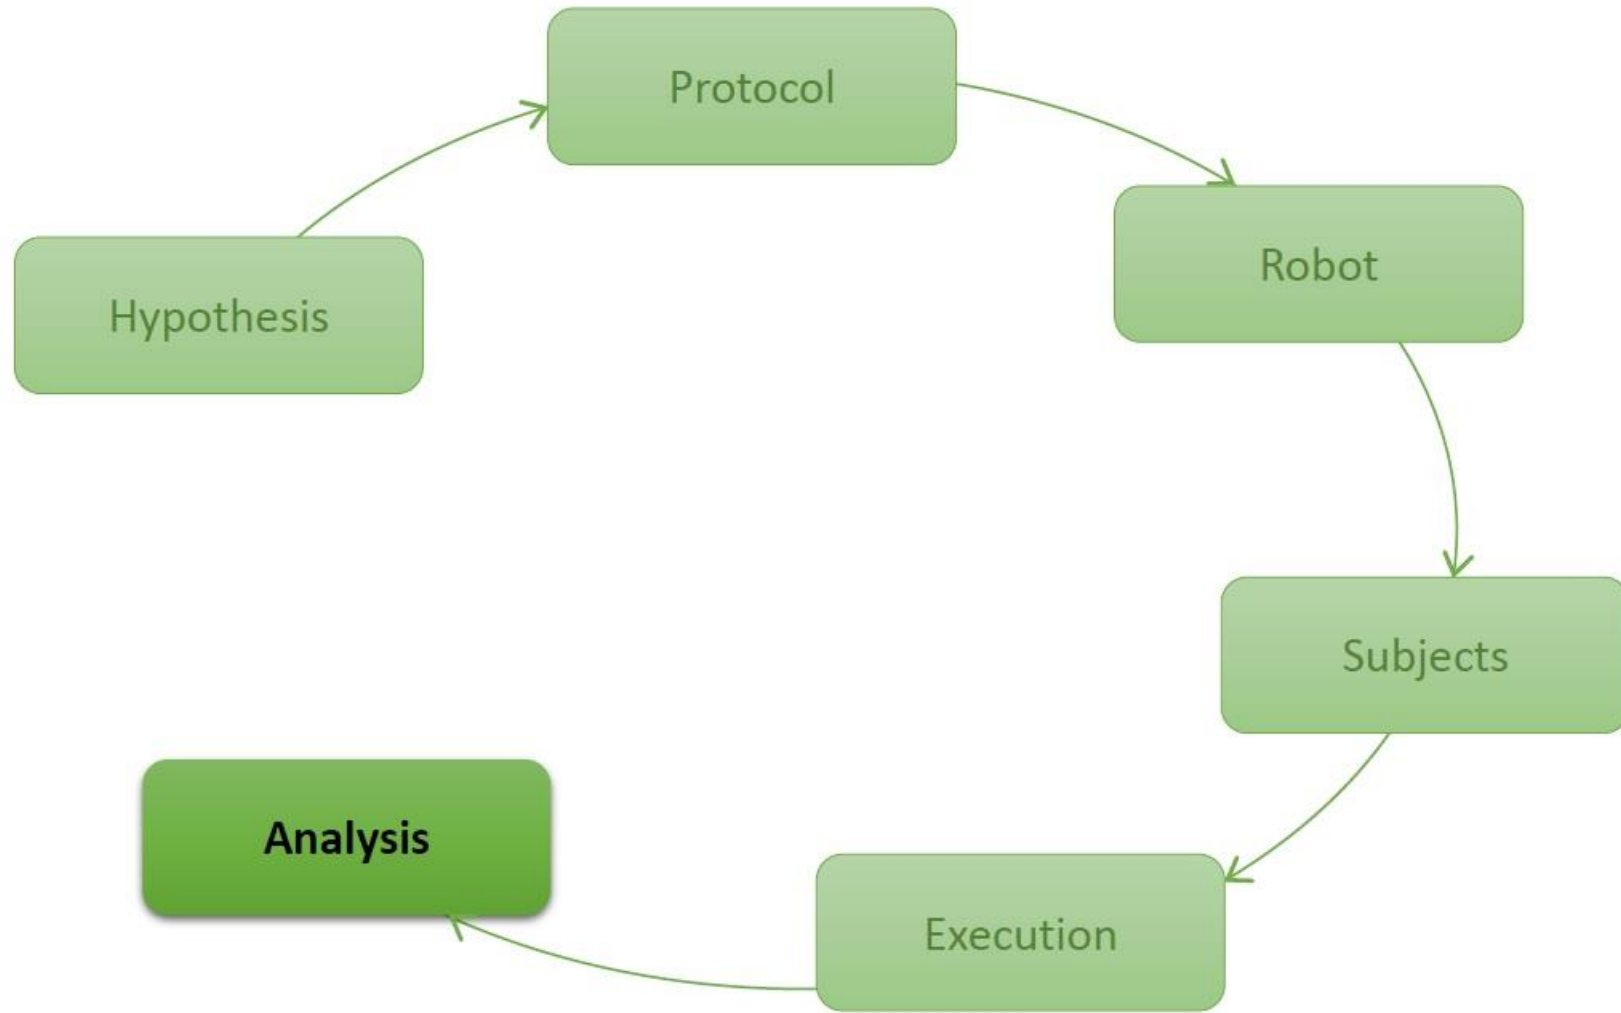 Protocol
Robot
Hypothesis
Subjects
Analysis
Execution